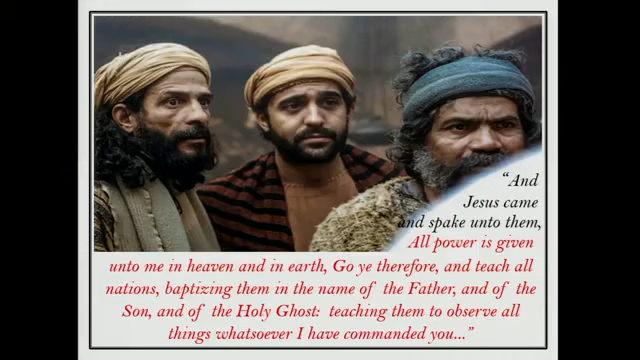 “And
Jesus came
and spake unto them,
All power is given
unto me in heaven and in earth, Go ye therefore, and teach all
nations, baptizing them in the name of the Father, and of the
Son, and of the Holy Ghost: teaching them to observe all
things whatsoever I have commanded you...”